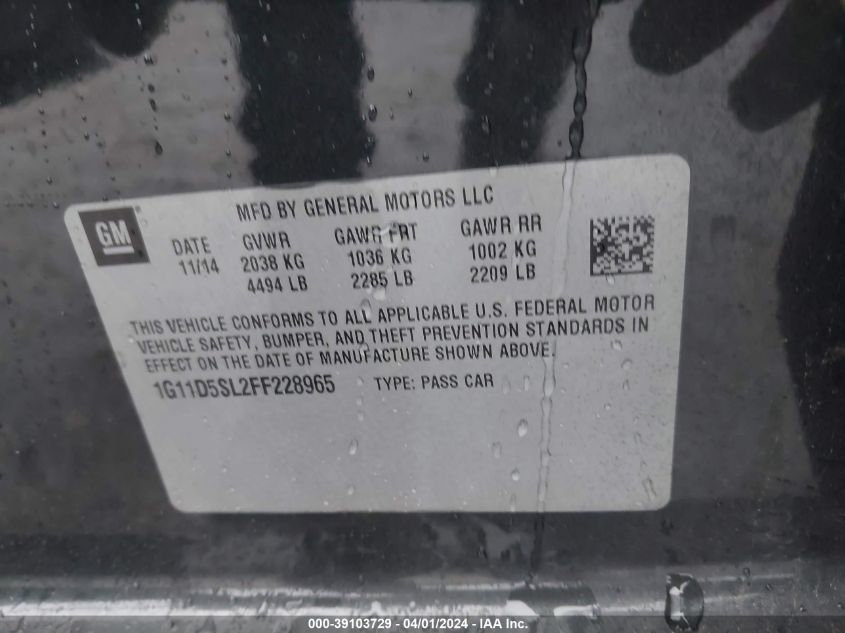 MFD BY GENERAL MOTORS LLC
GM
DATE GVWR GAWR FRT GAWR RR
11/14 2038 KG 1036 KG 1002 KG
4494 LB 2285 LB 2209 LB
THIS VEHICLE CONFORMS TO ALL APPLICABLE U.S. FEDERAL MOTOR
VEHICLE SAFETY, BUMPER, AND THEFT PREVENTION STANDARDS IN
EFFECT ON THE DATE OF MANUFACTURE SHOWN ABOVE.
1G11D5SL2FF228965 TYPE: PASS CAR
000-39103729 - 04/01/2024 - IAA Inc.